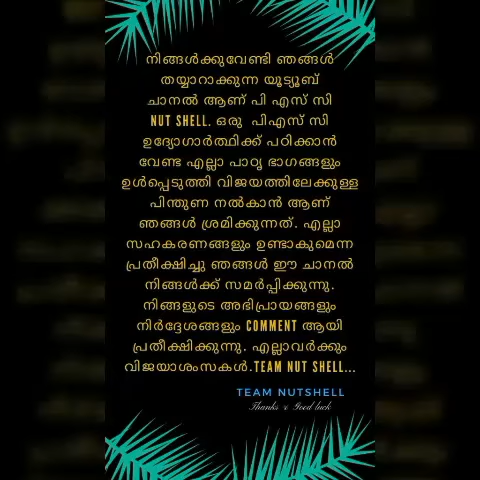 നിങ്ങൾക്കുവേണ്ടി ഞങ്ങൾ
തയ്യാറാക്കുന്ന യൂട്യൂബ്
ചാനൽ ആണ് പി എസ് സി
NUT SHELL. ഒരു പിഎസ് സി
ഉദ്യോഗാർത്ഥിക്ക് പഠിക്കാൻ
വേണ്ട എല്ലാ പാഠ്യ ഭാഗങ്ങളും
ഉൾപ്പെടുത്തി വിജയത്തിലേക്കുള്ള
പിന്തുണ നൽകാൻ ആണ്
ഞങ്ങൾ ശ്രമിക്കുന്നത്. എല്ലാ
സഹകരണങ്ങളും ഉണ്ടാകുമെന്ന
പ്രതീക്ഷിച്ചു ഞങ്ങൾ ഈ ചാനൽ
നിങ്ങൾക്ക് സമർപ്പിക്കുന്നു.
നിങ്ങളുടെ അഭിപ്രായങ്ങളും
നിർദ്ദേശങ്ങളും COMMENT ആയി
പ്രതീക്ഷിക്കുന്നു. എല്ലാവർക്കും
വിജയാശംസകൾ.TEAM NUT SHELL...
TEAM NUTSHELL
Thanks & Good luck